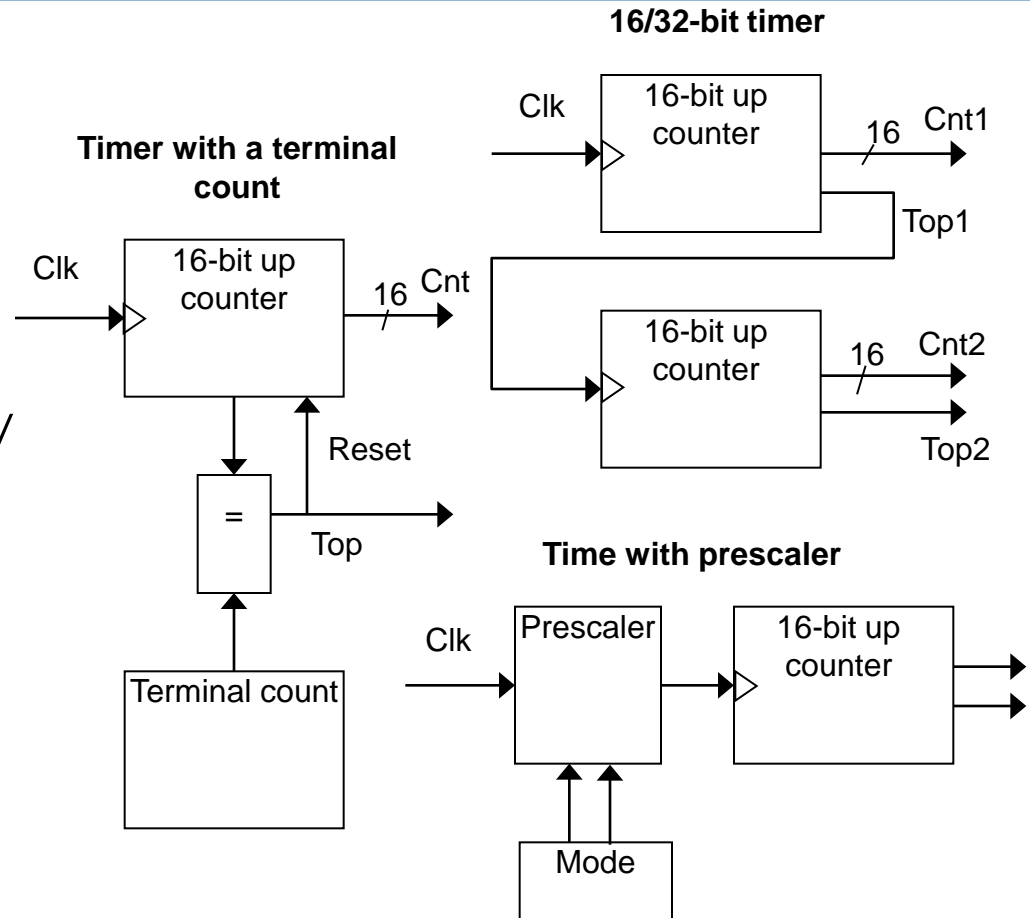 16/32-bit timer
Clk
16-bit up
counter
16
Cnt1
Top1
16-bit up
counter
16
Cnt2
Top2
Timer with a terminal
count
Clk
16-bit up
counter
16
Cnt
Reset
=
Top
Terminal count
Time with prescaler
Clk
Prescaler
16-bit up
counter
Mode